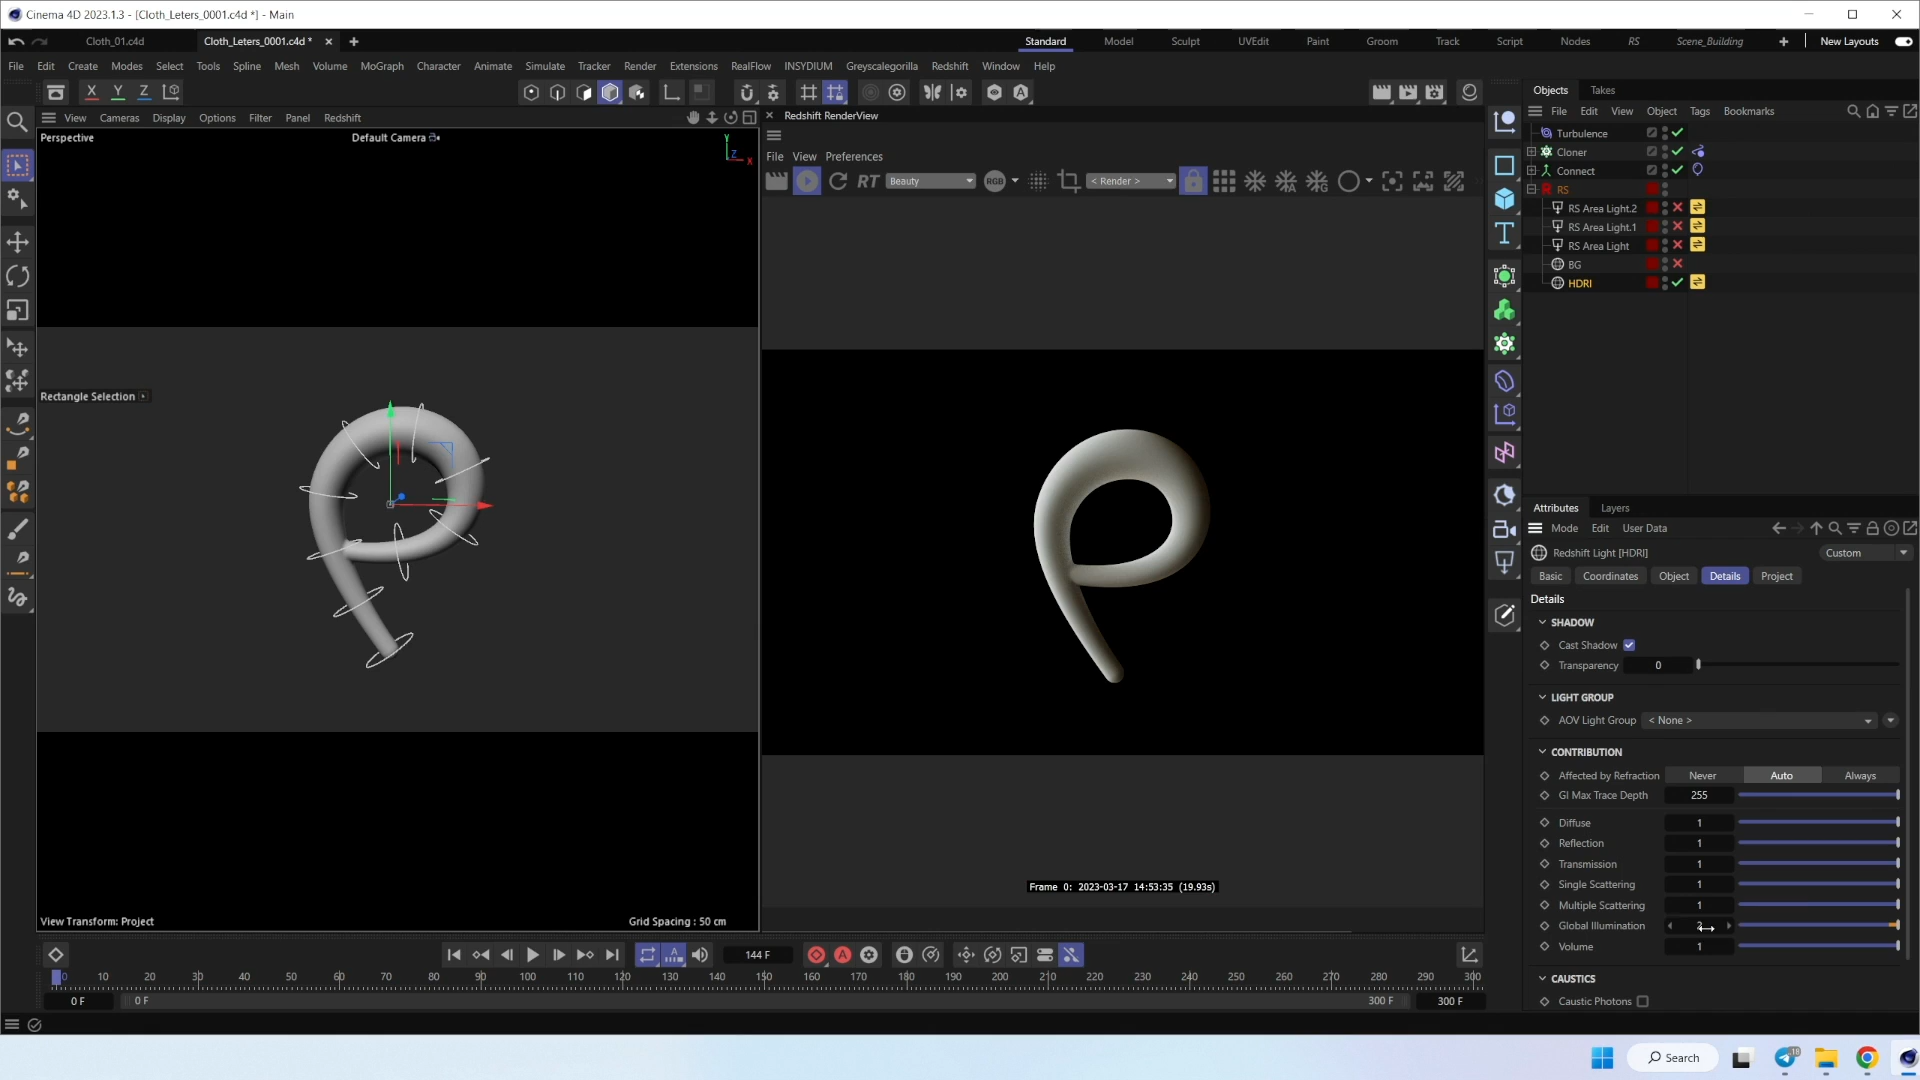 Cinema 4D 2023.1.3 - [Cloth_Leters_0001.c4d *] - Main
Cloth_01.c4d
Cloth_Leters_0001.c4d *
Standard
Model
Sculpt
UVEdit
Paint
Groom
Track
Script
Nodes
RS
Scene_Building
New Layouts
File Edit Create Modes Select Tools Spline Mesh Volume MoGraph Character Animate Simulate Tracker Render Extensions RealFlow INSYDIUM Greyscalegorilla Redshift Window Help
X Y Z
Objects Takes
View Cameras Display Options Filter Panel Redshift
Redshift RenderView
File Edit View Object Tags Bookmarks
Perspective
Default Camera
Y
Z
X
File View Preferences
RT Beauty RGB < Render >
Turbulence
Cloner
Connect
RS
RS Area Light.2
RS Area Light.1
RS Area Light
BG
HDRI
Rectangle Selection
Attributes Layers
Mode Edit User Data
Redshift Light [HDRI]
Custom
Basic Coordinates Object Details Project
Details
SHADOW
Cast Shadow
Transparency 0
LIGHT GROUP
AOV Light Group < None >
CONTRIBUTION
Affected by Refraction Never Auto Always
GI Max Trace Depth 255
Diffuse 1
Reflection 1
Transmission 1
Single Scattering 1
Multiple Scattering 1
Global Illumination
Volume 1
CAUSTICS
Caustic Photons
Frame 0: 2023-03-17 14:53:35 (19.93s)
View Transform: Project
Grid Spacing : 50 cm
144 F
0 10 20 30 40 50 60 70 80 90 100 110 120 130 140 150 160 170 180 190 200 210 220 230 240 250 260 270 280 290 300
0 F
0 F
300 F
300 F
Search